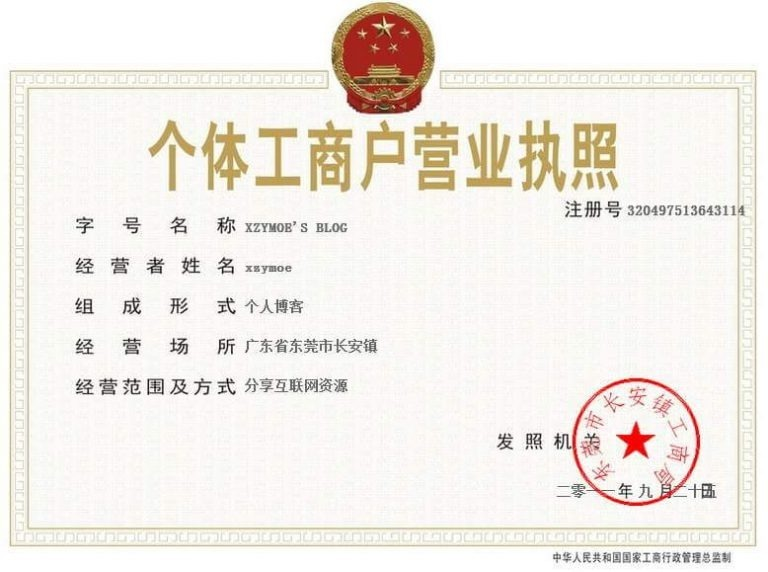 个体工商户营业执照
注册号 320497513643114
字号名称 XZYMOE'S BLOG
经营者姓名 xzymoe
组成形式 个人博客
经营场所 广东省东莞市长安镇
经营范围及方式 分享互联网资源
东莞市长安镇工商局
发照机关
二零一一年九月二十五日
中华人民共和国国家工商行政管理总监制